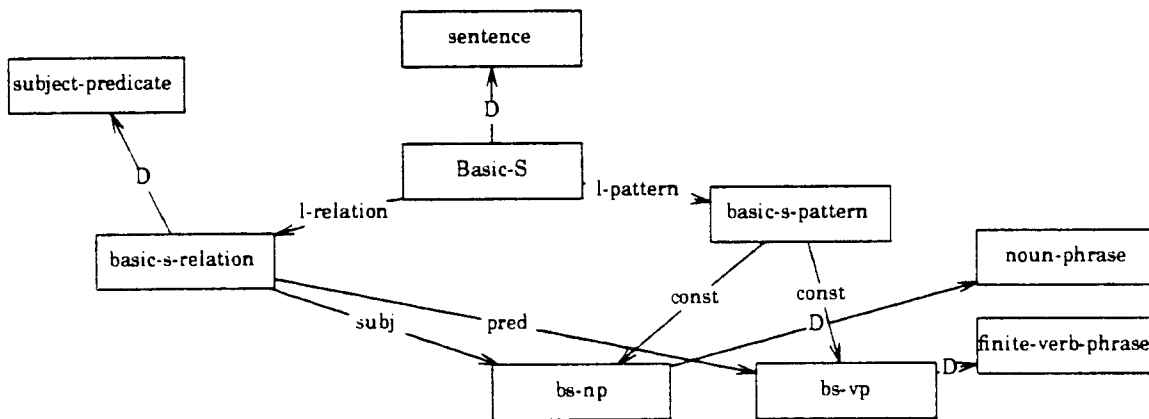 sentence
subject-predicate
D
Basic-S
D
l-pattern
l-relation
basic-s-pattern
basic-s-relation
noun-phrase
const
const
subj
pred
D
finite-verb-phrase
bs-np
bs-vp
D